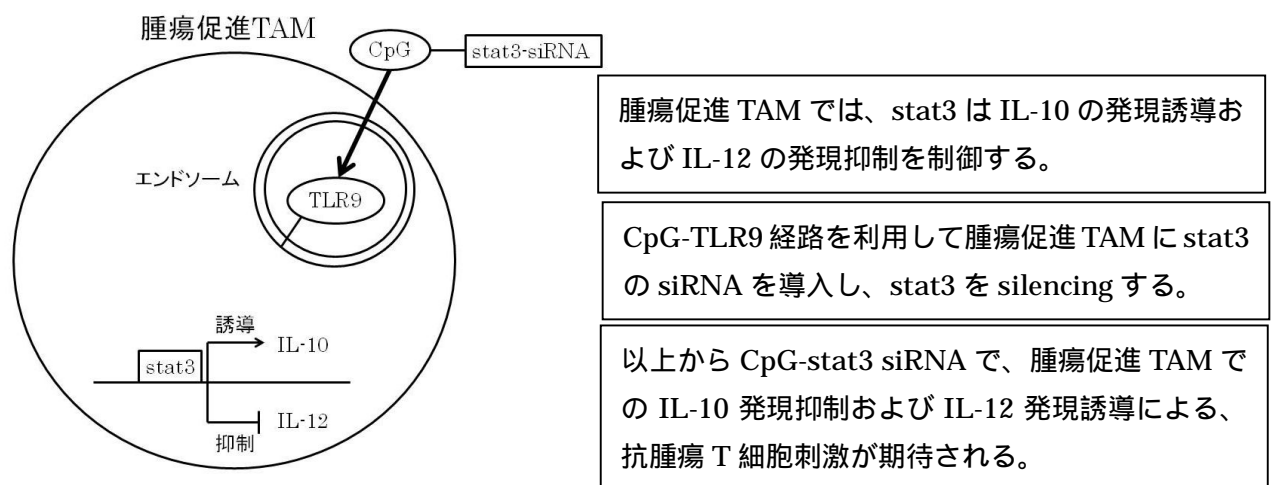 腫瘍促進TAM
CpG
stat3-siRNA
エンドソーム
TLR9
誘導
IL-10
stat3
IL-12
抑制
腫瘍促進 TAM では、stat3 は IL-10 の発現誘導お
よび IL-12 の発現抑制を制御する。
CpG-TLR9 経路を利用して腫瘍促進 TAM に stat3
の siRNA を導入し、stat3 を silencing する。
以上から CpG-stat3 siRNA で、腫瘍促進 TAM で
の IL-10 発現抑制および IL-12 発現誘導による、
抗腫瘍 T 細胞刺激が期待される。